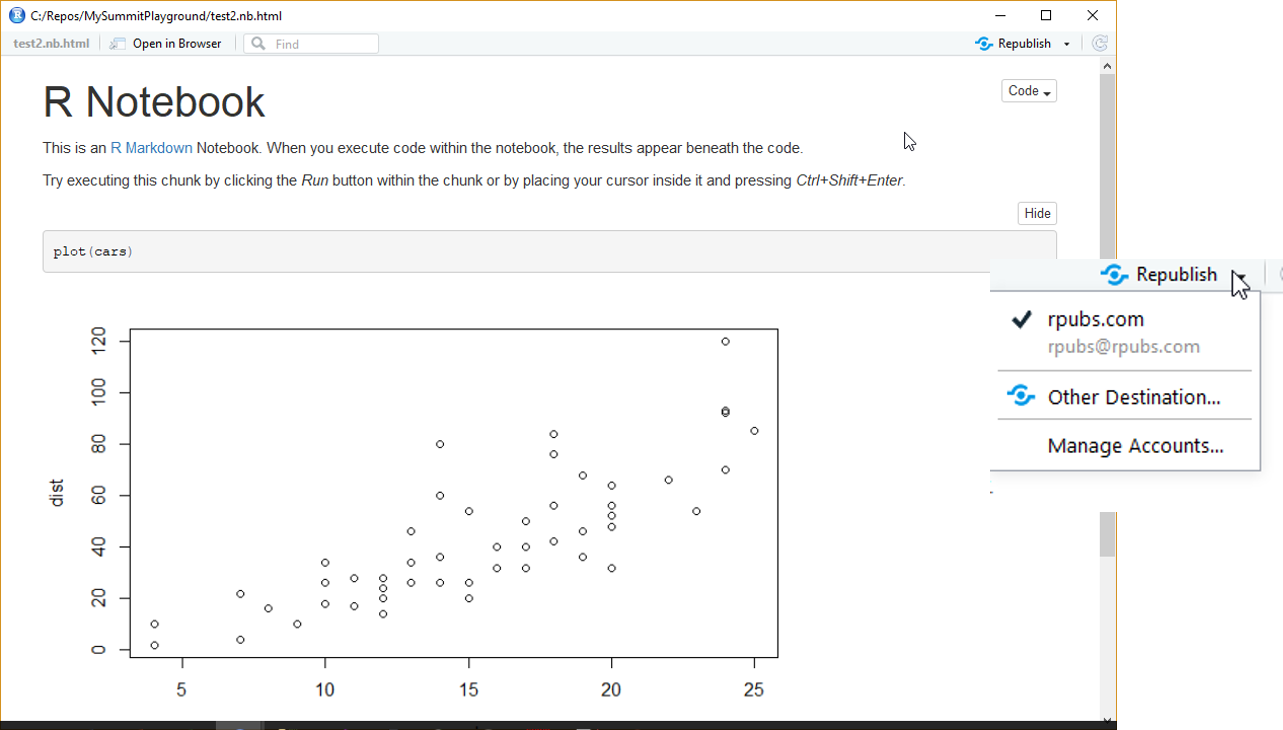 C:/Repos/MySummitPlayground/test2.nb.html
test2.nb.html Open in Browser Find Republish
R Notebook
Code
This is an R Markdown Notebook. When you execute code within the notebook, the results appear beneath the code.
Try executing this chunk by clicking the Run button within the chunk or by placing your cursor inside it and pressing Ctrl+Shift+Enter.
Hide
plot(cars)
Republish
rpubs.com
rpubs@rpubs.com
Other Destination...
Manage Accounts...
dist
120
100
80
60
40
20
0
5 10 15 20 25